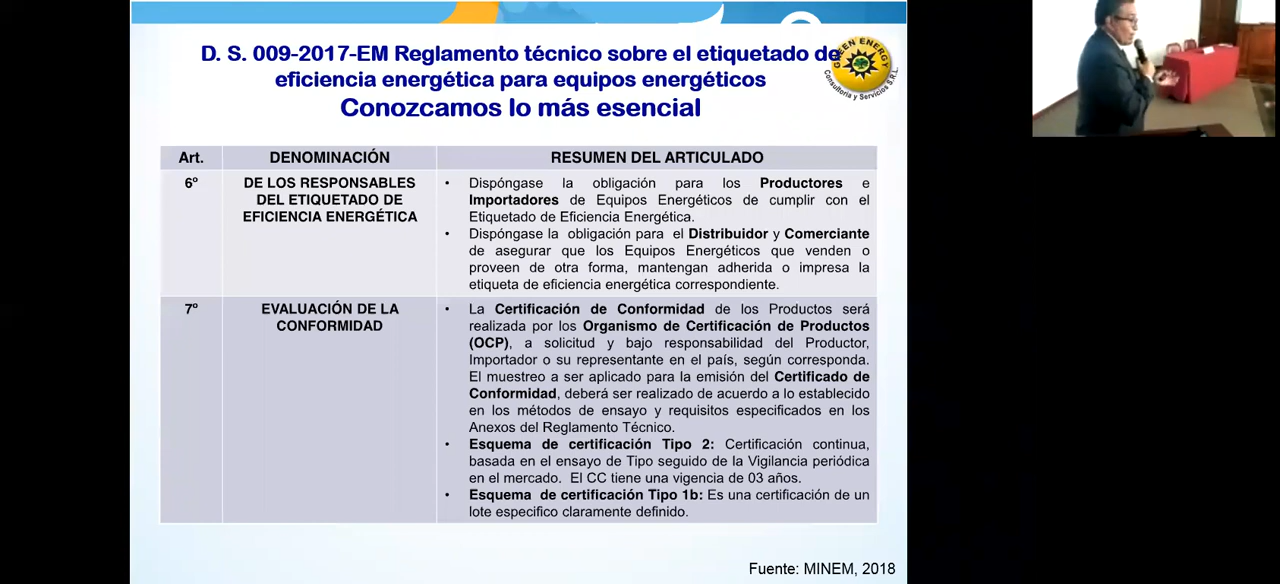 D. S. 009-2017-EM Reglamento técnico sobre el etiquetado de
eficiencia energética para equipos energéticos
Conozcamos lo más esencial
GREEN ENERGY
Consultoría y Servicios S.R.L.
Art. DENOMINACIÓN RESUMEN DEL ARTICULADO
6º DE LOS RESPONSABLES
DEL ETIQUETADO DE
EFICIENCIA ENERGÉTICA
• Dispóngase la obligación para los Productores e
Importadores de Equipos Energéticos de cumplir con el
Etiquetado de Eficiencia Energética.
• Dispóngase la obligación para el Distribuidor y Comerciante
de asegurar que los Equipos Energéticos que venden o
proveen de otra forma, mantengan adherida o impresa la
etiqueta de eficiencia energética correspondiente.
7º EVALUACIÓN DE LA
CONFORMIDAD
• La Certificación de Conformidad de los Productos será
realizada por los Organismo de Certificación de Productos
(OCP), a solicitud y bajo responsabilidad del Productor,
Importador o su representante en el país, según corresponda.
El muestreo a ser aplicado para la emisión del Certificado de
Conformidad, deberá ser realizado de acuerdo a lo establecido
en los métodos de ensayo y requisitos especificados en los
Anexos del Reglamento Técnico.
• Esquema de certificación Tipo 2: Certificación continua,
basada en el ensayo de Tipo seguido de la Vigilancia periódica
en el mercado. El CC tiene una vigencia de 03 años.
• Esquema de certificación Tipo 1b: Es una certificación de un
lote especifico claramente definido.
Fuente: MINEM, 2018